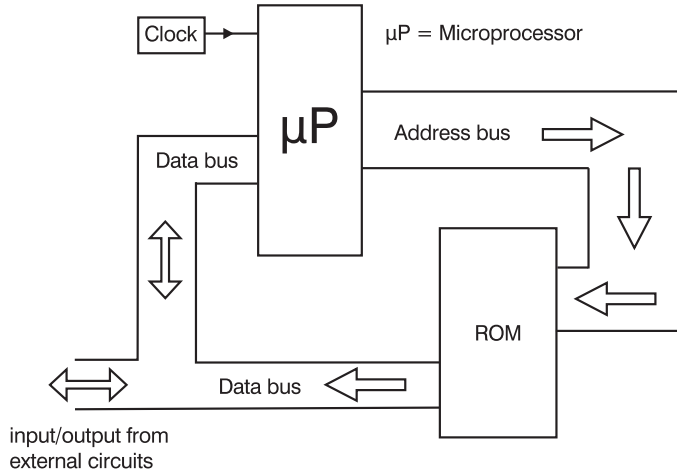 Clock
µP = Microprocessor
µP
Address bus
Data bus
ROM
Data bus
input/output from
external circuits